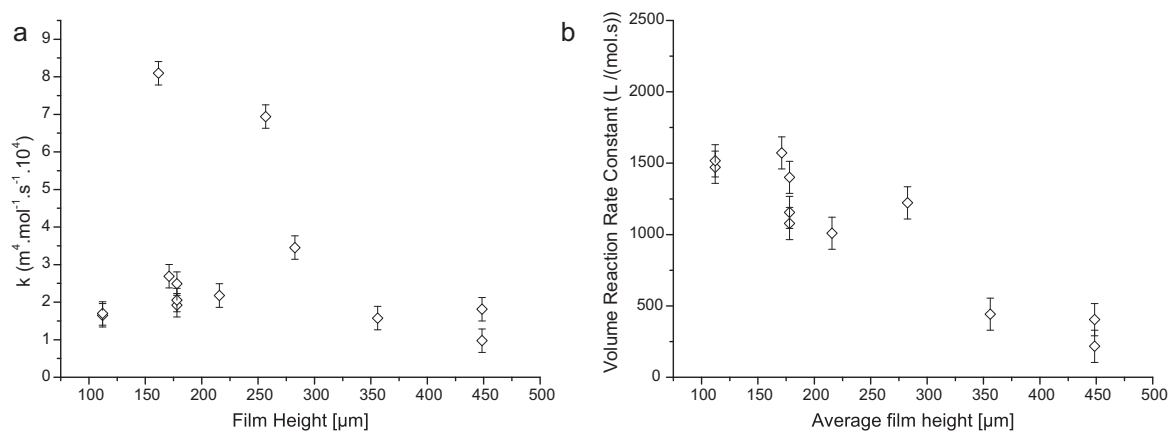 a
9
8
7
6
5
4
3
2
1
0
k (m⁴.mol⁻¹.s⁻¹.10⁴)
100 150 200 250 300 350 400 450 500
Film Height [µm]
b
2500
2000
1500
1000
500
0
Volume Reaction Rate Constant (L /(mol.s))
100 150 200 250 300 350 400 450 500
Average film height [µm]